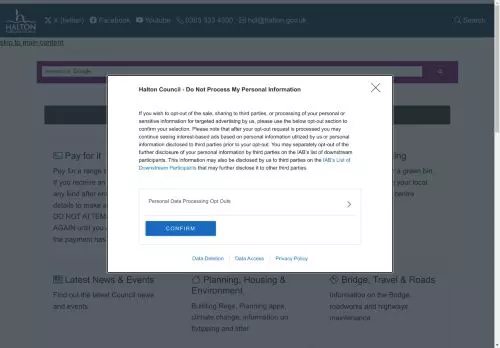 HALTON
X (twitter) Facebook Youtube 0303 333 4300 hdl@halton.gov.uk
Search
skip to main content
Google
Halton Council - Do Not Process My Personal Information
If you wish to opt-out of the sale, sharing to third parties, or processing of your personal or
sensitive information for targeted advertising by us, please use the below opt-out section to
confirm your selection. Please note that after your opt-out request is processed you may
continue seeing interest-based ads based on personal information utilized by us or personal
information disclosed to third parties prior to your opt-out. You may separately opt-out of the
further disclosure of your personal information by third parties on the IAB's list of downstream
participants. This information may also be disclosed by us to third parties on the IAB's List of
Downstream Participants that may further disclose it to other third parties.
Personal Data Processing Opt Outs
CONFIRM
Data Deletion Data Access Privacy Policy
Pay for it
Pay for a range
If you receive an
any kind after en
details to make a
DO NOT ATTEM
AGAIN until you
the payment has
a green bin,
your local
centre
Latest News & Events
Find out the latest Council news
and events
Planning, Housing &
Environment
Building Regs, Planning apps,
climate change, information on
flytipping and litter
Bridge, Travel & Roads
Information on the Bridge,
roadworks and highways
maintenance